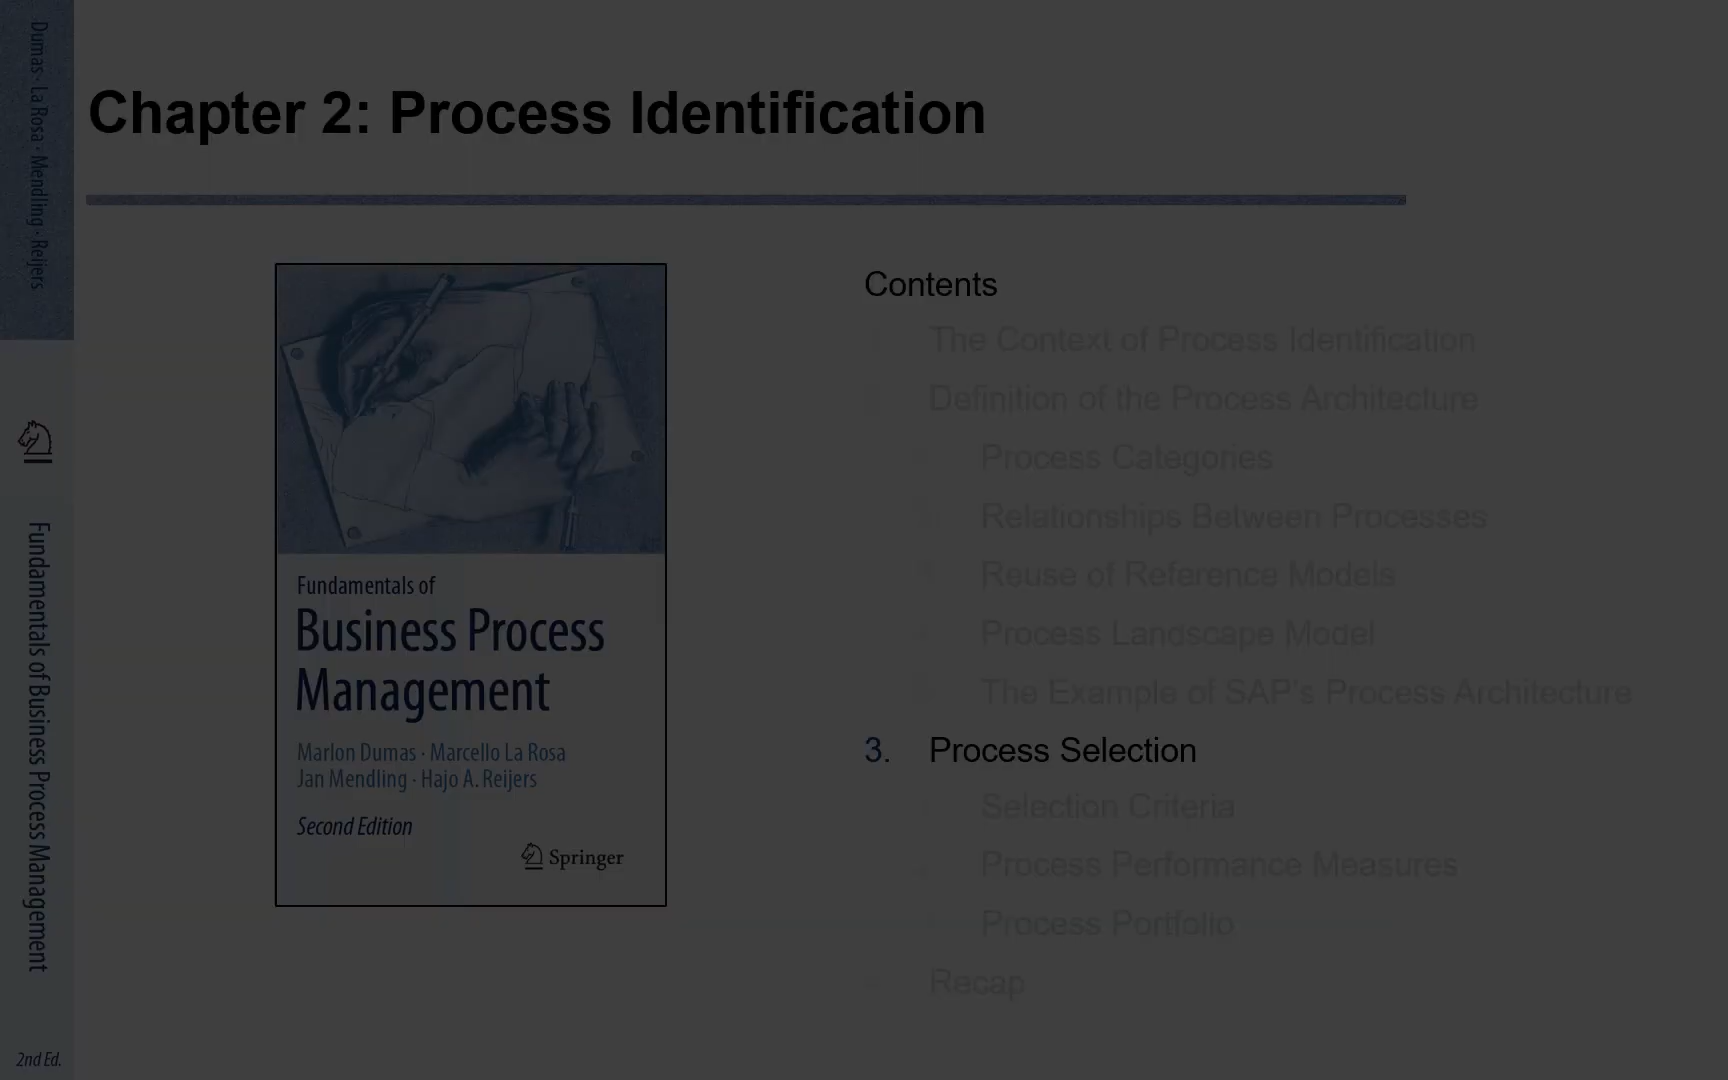 Dumas · La Rosa · Mendling · Reijers
Fundamentals of Business Process Management
2nd Ed.
Chapter 2: Process Identification
Fundamentals of
Business Process
Management
Marlon Dumas · Marcello La Rosa
Jan Mendling · Hajo A. Reijers
Second Edition
Springer
Contents
The Context of Process Identification
Definition of the Process Architecture
Process Categories
Relationships Between Processes
Reuse of Reference Models
Process Landscape Model
The Example of SAP's Process Architecture
3. Process Selection
Selection Criteria
Process Performance Measures
Process Portfolio
Recap